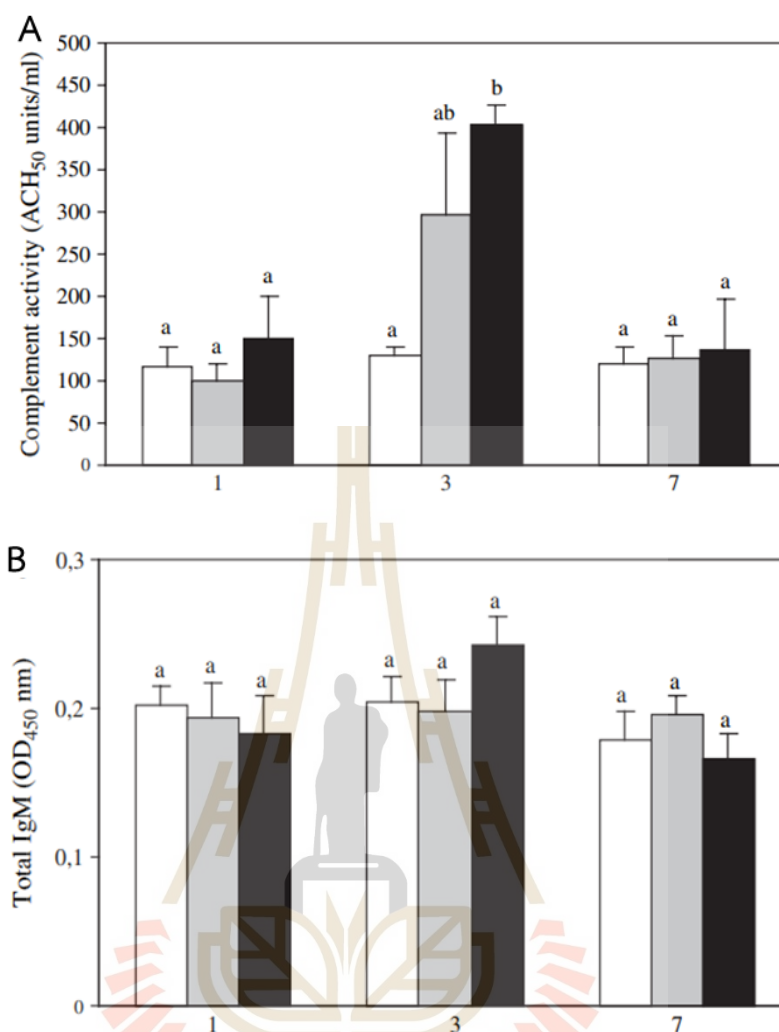 A
Complement activity (ACH50 units/ml)
500
450
400
350
300
250
200
150
100
50
0
a
a
a
a
ab
b
a
a
a
1
3
7
B
Total IgM (OD450 nm)
0,3
0,2
0,1
0
a
a
a
a
a
a
a
a
a
1
3
7